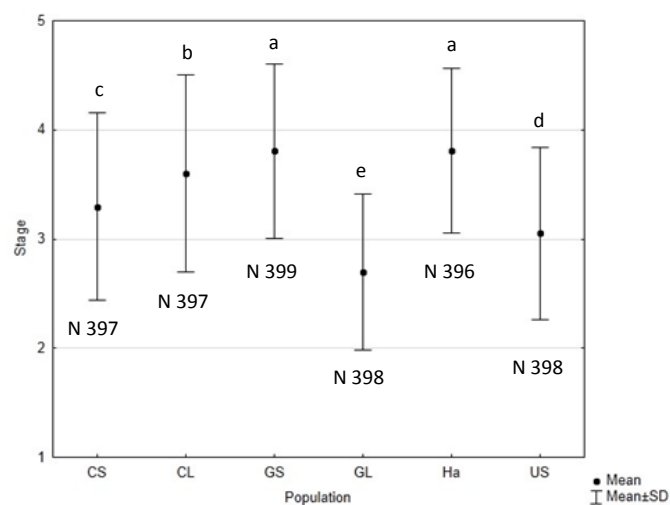 5
a
a
b
c
4
d
e
Stage
3
N 399
N 396
N 397
N 397
2
N 398
N 398
1
CS CL GS GL Ha US
Population
Mean
Mean±SD